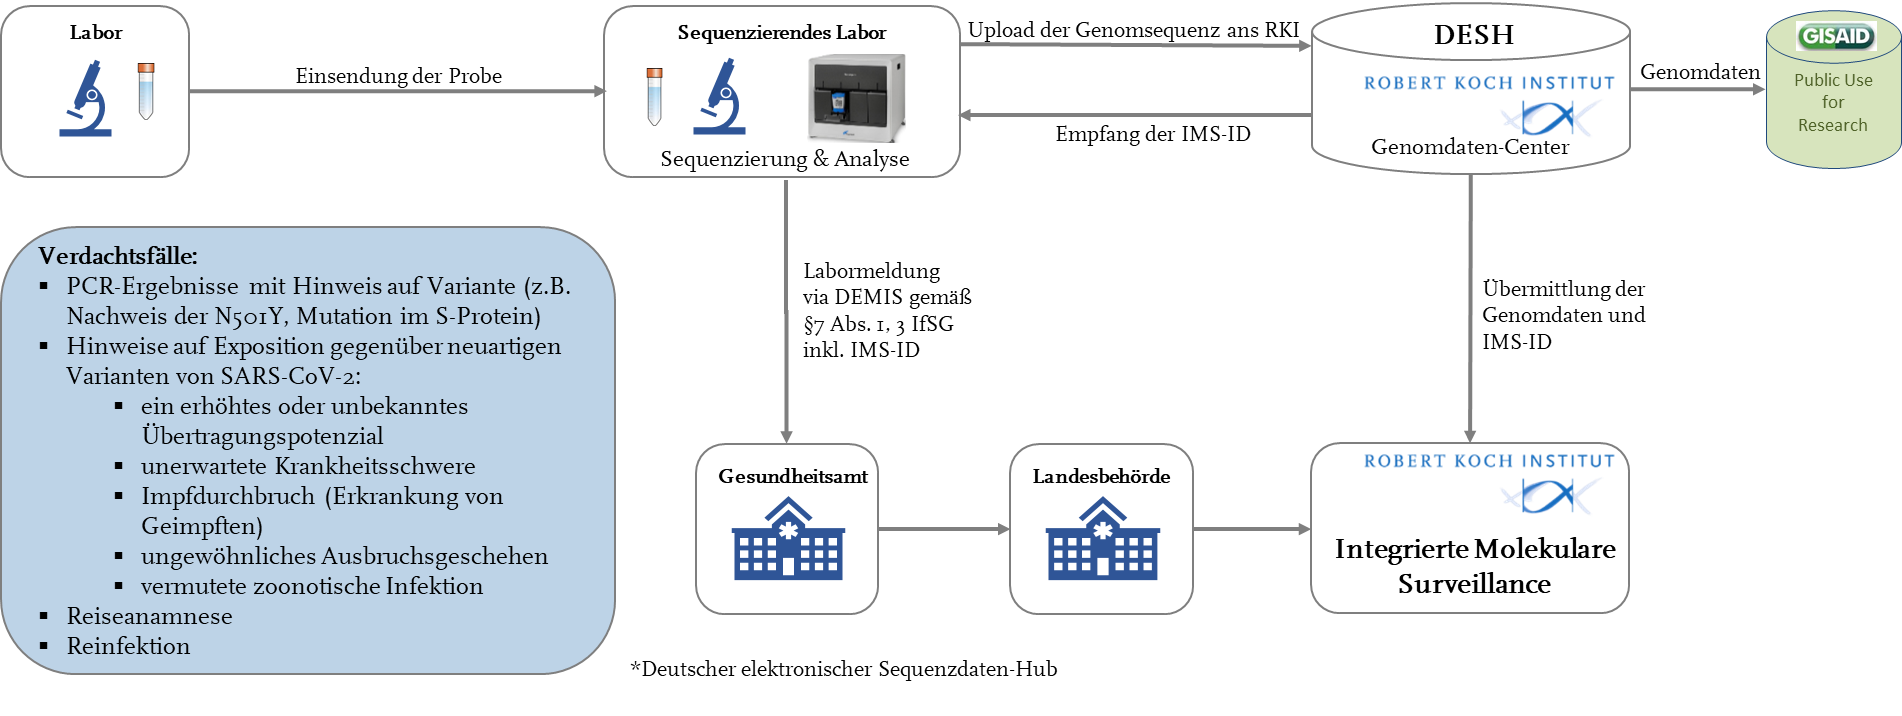 Labor
Einsendung der Probe
Sequenzierendes Labor
Sequenzierung & Analyse
Upload der Genomsequenz ans RKI
Empfang der IMS-ID
DESH
ROBERT KOCH INSTITUT
Genomdaten-Center
Genomdaten
GISAID
Public Use
for
Research
Verdachtsfälle:
▪ PCR-Ergebnisse mit Hinweis auf Variante (z.B.
Nachweis der N501Y, Mutation im S-Protein)
▪ Hinweise auf Exposition gegenüber neuartigen
Varianten von SARS-CoV-2:
▪ ein erhöhtes oder unbekanntes
Übertragungspotenzial
▪ unerwartete Krankheitsschwere
▪ Impfdurchbruch (Erkrankung von
Geimpften)
▪ ungewöhnliches Ausbruchsgeschehen
▪ vermutete zoonotische Infektion
▪ Reiseanamnese
▪ Reinfektion
Labormeldung
via DEMIS gemäß
§7 Abs. 1, 3 IfSG
inkl. IMS-ID
Übermittlung der
Genomdaten und
IMS-ID
Gesundheitsamt
Landesbehörde
ROBERT KOCH INSTITUT
Integrierte Molekulare
Surveillance
*Deutscher elektronischer Sequenzdaten-Hub